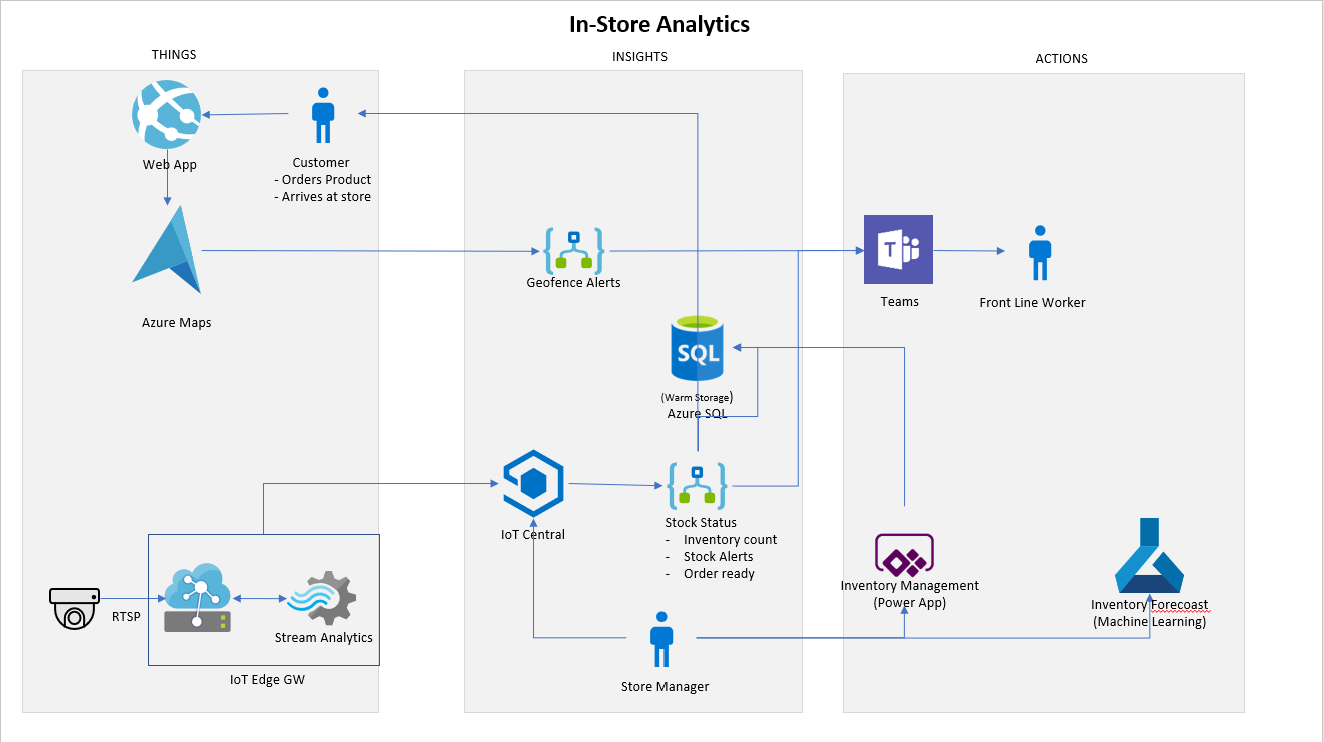 In-Store Analytics
THINGS
INSIGHTS
ACTIONS
Web App
Customer
- Orders Product
- Arrives at store
Azure Maps
Geofence Alerts
Teams
Front Line Worker
SQL
(Warm Storage)
Azure SQL
IoT Central
Stock Status
- Inventory count
- Stock Alerts
- Order ready
RTSP
Stream Analytics
IoT Edge GW
Store Manager
Inventory Management
(Power App)
Inventory Forecoast
(Machine Learning)
T